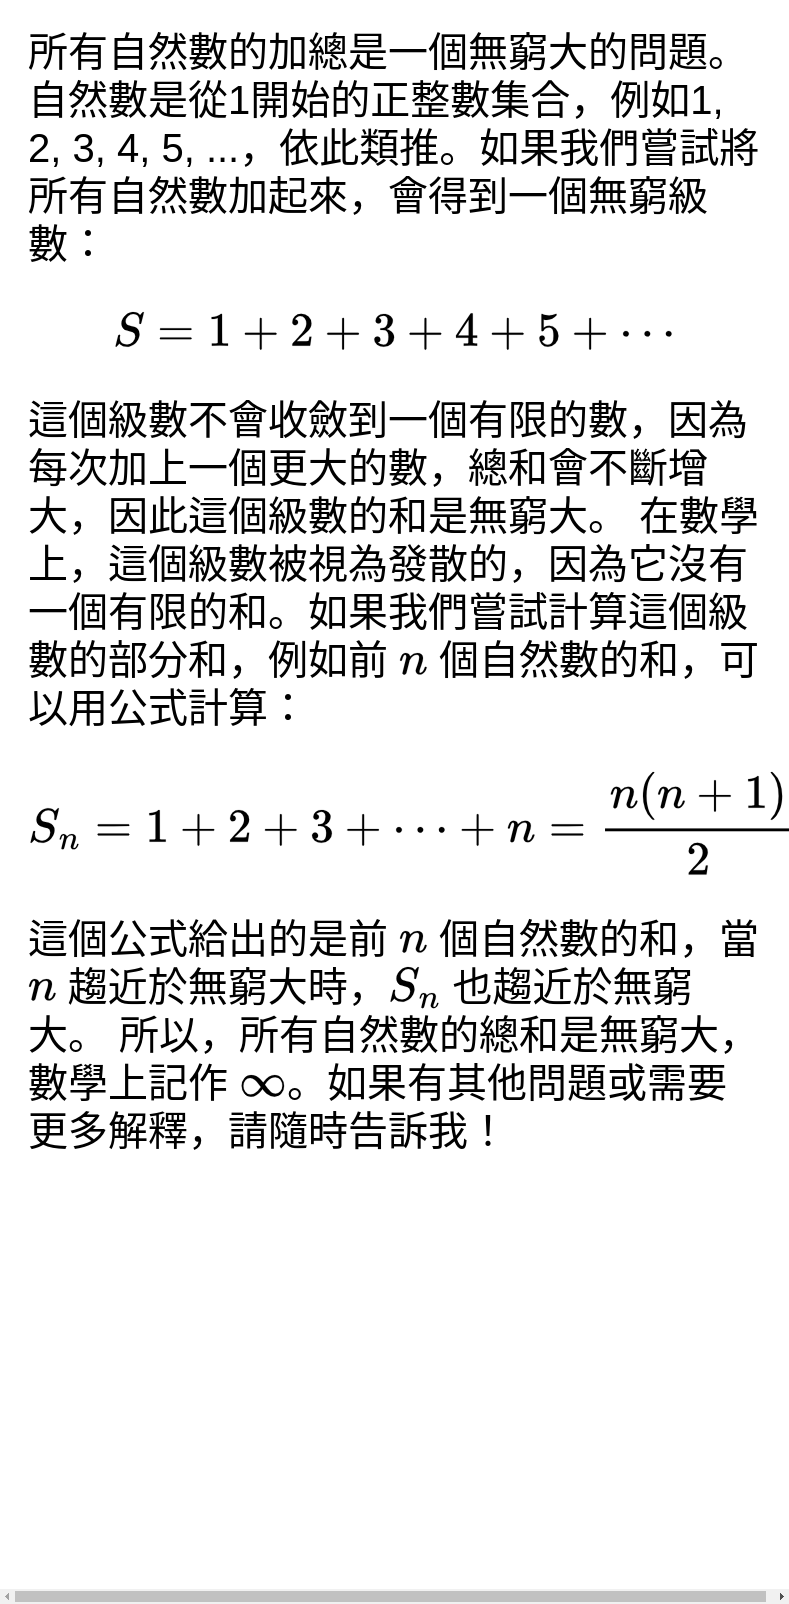 所有自然數的加總是一個無窮大的問題。
自然數是從1開始的正整數集合，例如1,
2, 3, 4, 5, ...，依此類推。如果我們嘗試將
所有自然數加起來，會得到一個無窮級
數：
S = 1 + 2 + 3 + 4 + 5 + ⋯
這個級數不會收斂到一個有限的數，因為
每次加上一個更大的數，總和會不斷增
大，因此這個級數的和是無窮大。 在數學
上，這個級數被視為發散的，因為它沒有
一個有限的和。如果我們嘗試計算這個級
數的部分和，例如前 n 個自然數的和，可
以用公式計算：
Sₙ = 1 + 2 + 3 + ⋯ + n = n(n + 1)/2
這個公式給出的是前 n 個自然數的和，當
n 趨近於無窮大時，Sₙ 也趨近於無窮
大。 所以，所有自然數的總和是無窮大，
數學上記作 ∞。如果有其他問題或需要
更多解釋，請隨時告訴我！